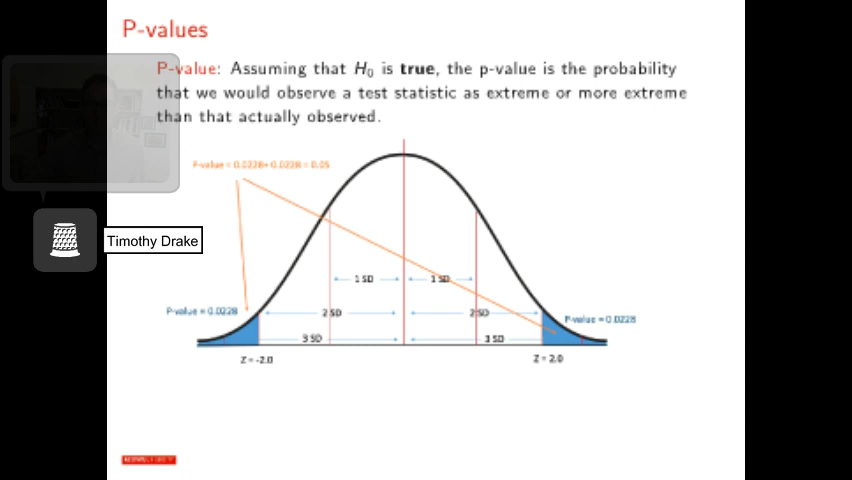 P-values
P-value: Assuming that H₀ is true, the p-value is the probability
that we would observe a test statistic as extreme or more extreme
than that actually observed.
P-value = 0.0228+ 0.0228 = 0.05
Timothy Drake
1 SD
1 SD
P-value = 0.0228
2 SD
2 SD
P-value = 0.0228
3 SD
3 SD
Z = -2.0
Z = 2.0